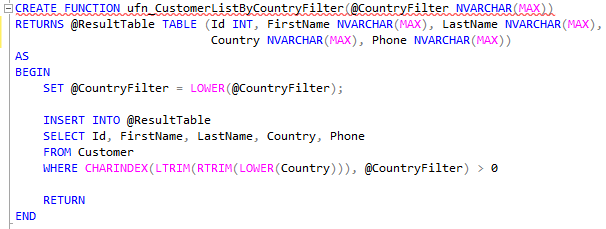 CREATE FUNCTION ufn_CustomerListByCountryFilter(@CountryFilter NVARCHAR(MAX))
RETURNS @ResultTable TABLE (Id INT, FirstName NVARCHAR(MAX), LastName NVARCHAR(MAX),
Country NVARCHAR(MAX), Phone NVARCHAR(MAX))
AS
BEGIN
SET @CountryFilter = LOWER(@CountryFilter);
INSERT INTO @ResultTable
SELECT Id, FirstName, LastName, Country, Phone
FROM Customer
WHERE CHARINDEX(LTRIM(RTRIM(LOWER(Country))), @CountryFilter) > 0
RETURN
END